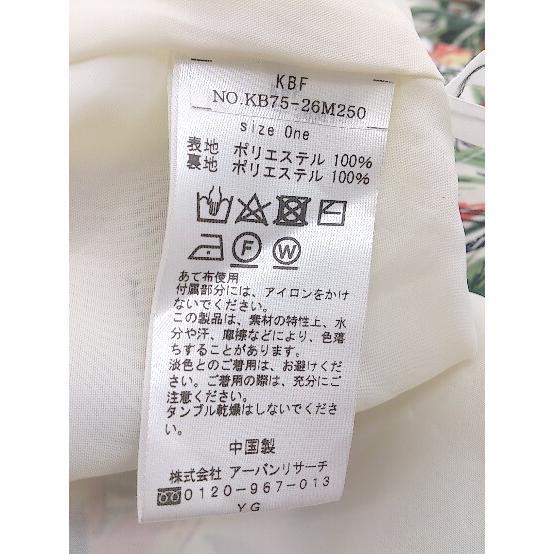 KBF
NO.KB75-26M250
size One
表地 ポリエステル 100%
裏地 ポリエステル 100%
F W
あて布使用
付属部分には、アイロンをかけ
ないでください。
この製品は、素材の特性上、水
分や汗、摩擦などにより、色落
ちすることがあります。
淡色とのご着用は、お避けくださ
い。ご着用の際は、充分にご
注意ください。
タンブル乾燥はしないでくださ
い。
中国製
株式会社 アーバンリサーチ
0120-967-013
YG